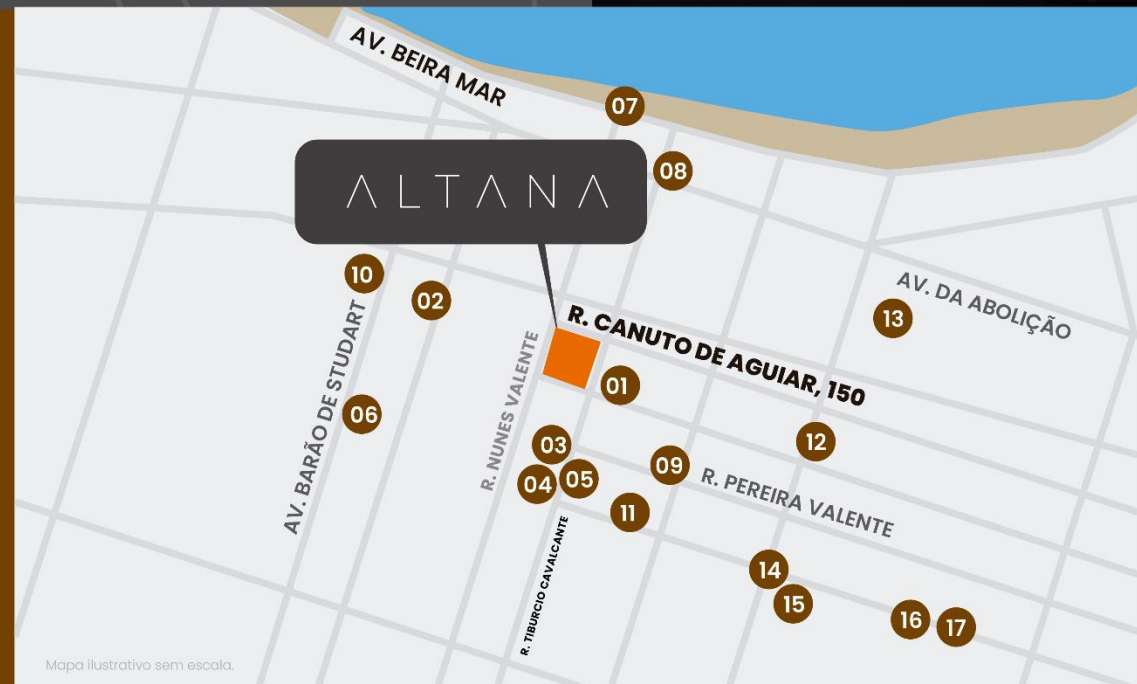 AV. BEIRA MAR
07
ALTANA
08
10
02
AV. DA ABOLIÇÃO
13
R. CANUTO DE AGUIAR, 150
AV. BARÃO DE STUDART
R. NUNES VALENTE
01
06
03
12
04
05
09
R. PEREIRA VALENTE
11
R. TIBURCIO CAVALCANTE
14
15
16
17
Mapa ilustrativo sem escala.